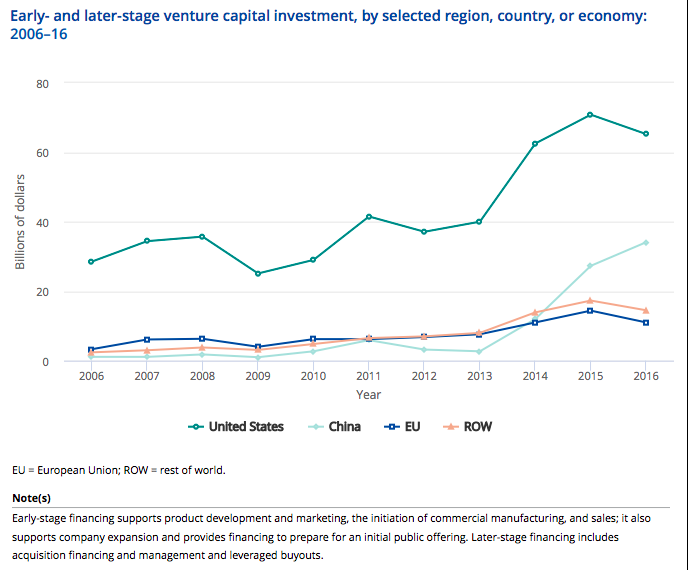 Early- and later-stage venture capital investment, by selected region, country, or economy:
2006–16
80
60
40
20
0
Billions of dollars
2006 2007 2008 2009 2010 2011 2012 2013 2014 2015 2016
Year
United States China EU ROW
EU = European Union; ROW = rest of world.
Note(s)
Early-stage financing supports product development and marketing, the initiation of commercial manufacturing, and sales; it also
supports company expansion and provides financing to prepare for an initial public offering. Later-stage financing includes
acquisition financing and management and leveraged buyouts.